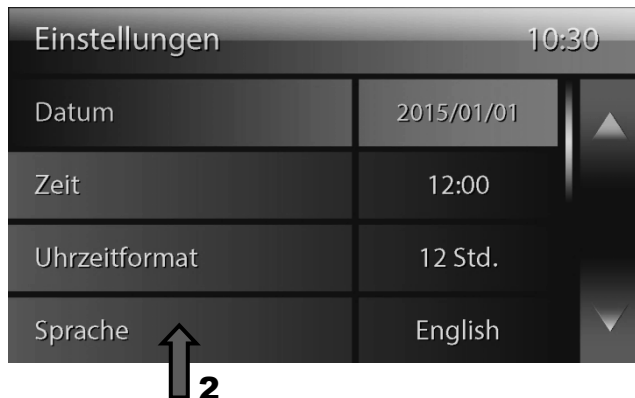 Einstellungen 10:30
Datum 2015/01/01
Zeit 12:00
Uhrzeitformat 12 Std.
Sprache English
2